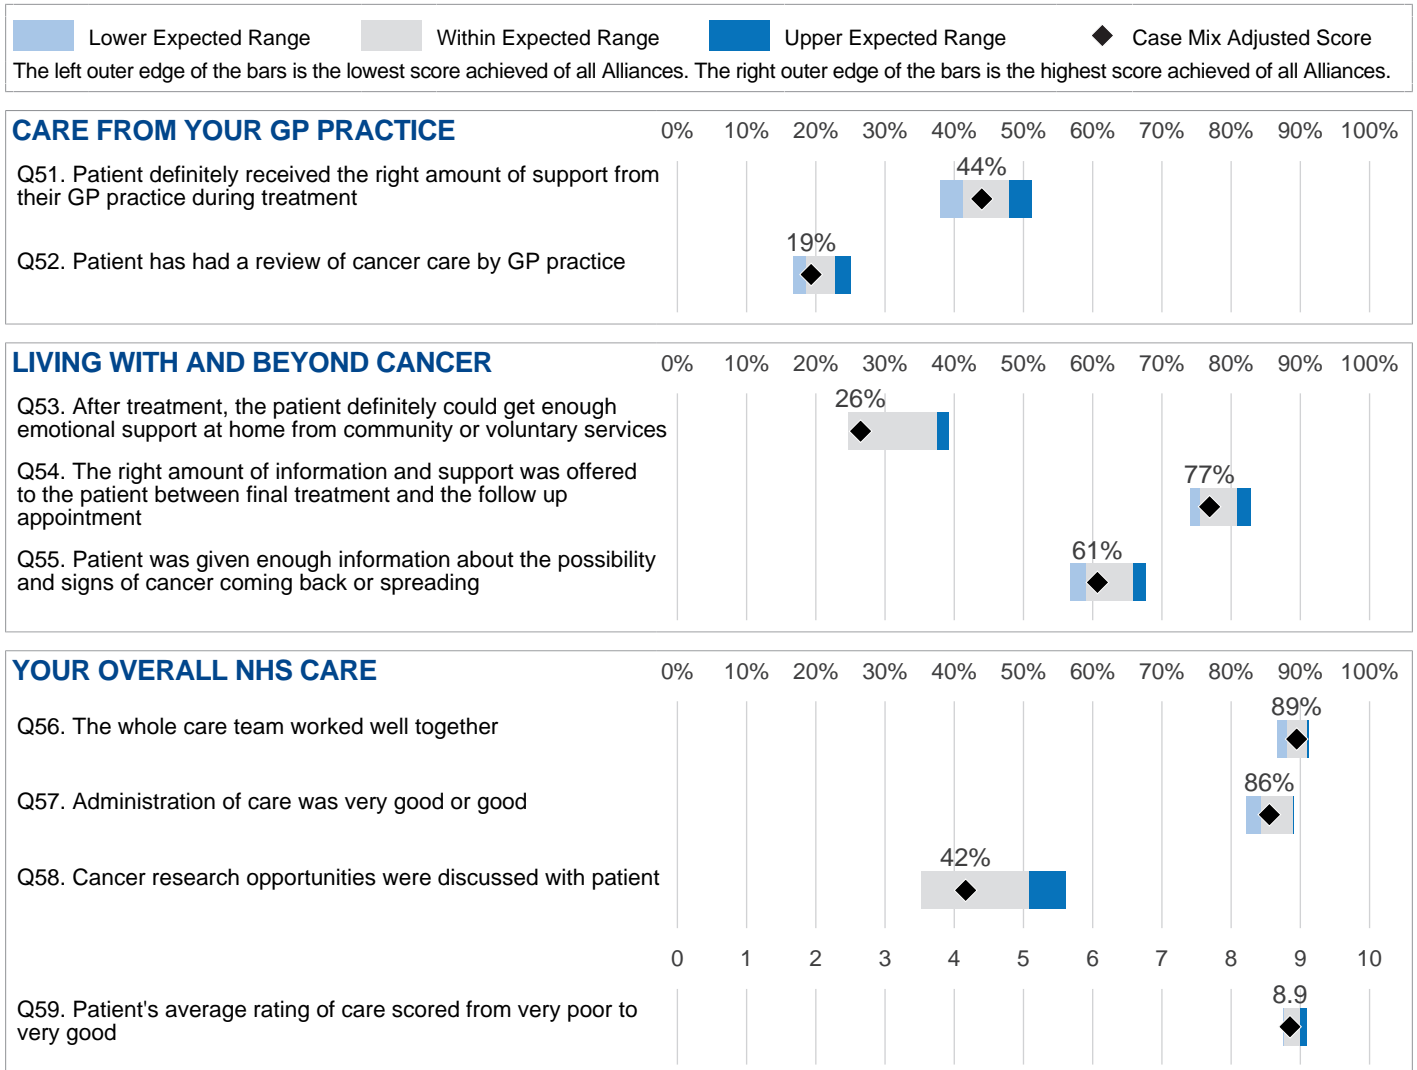 Lower Expected Range Within Expected Range Upper Expected Range Case Mix Adjusted Score
The left outer edge of the bars is the lowest score achieved of all Alliances. The right outer edge of the bars is the highest score achieved of all Alliances.
CARE FROM YOUR GP PRACTICE 0% 10% 20% 30% 40% 50% 60% 70% 80% 90% 100%
44%
Q51. Patient definitely received the right amount of support from
their GP practice during treatment
19%
Q52. Patient has had a review of cancer care by GP practice
LIVING WITH AND BEYOND CANCER 0% 10% 20% 30% 40% 50% 60% 70% 80% 90% 100%
26%
Q53. After treatment, the patient definitely could get enough
emotional support at home from community or voluntary services
77%
Q54. The right amount of information and support was offered
to the patient between final treatment and the follow up
appointment
61%
Q55. Patient was given enough information about the possibility
and signs of cancer coming back or spreading
YOUR OVERALL NHS CARE 0% 10% 20% 30% 40% 50% 60% 70% 80% 90% 100%
89%
Q56. The whole care team worked well together
86%
Q57. Administration of care was very good or good
42%
Q58. Cancer research opportunities were discussed with patient
0 1 2 3 4 5 6 7 8 9 10
8.9
Q59. Patient's average rating of care scored from very poor to
very good